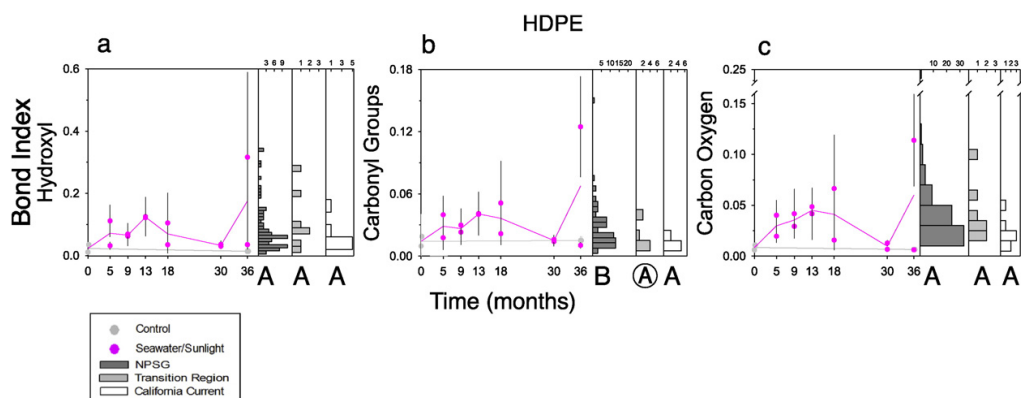 HDPE
a
b
c
Bond Index
Hydroxyl
0.6
0.4
0.2
0.0
0 5 9 13 18 30 36
3 6 9
1 2 3
1 3 5
A A A
Carbonyl Groups
0.18
0.12
0.06
0.00
0 5 9 13 18 30 36
5 10 15 20
2 4 6
2 4 6
B A A
Carbon Oxygen
0.25
0.15
0.10
0.05
0.00
0 5 9 13 18 30 36
10 20 30
1 2 3
1 2 3
A A A
Time (months)
Control
Seawater/Sunlight
NPSG
Transition Region
California Current